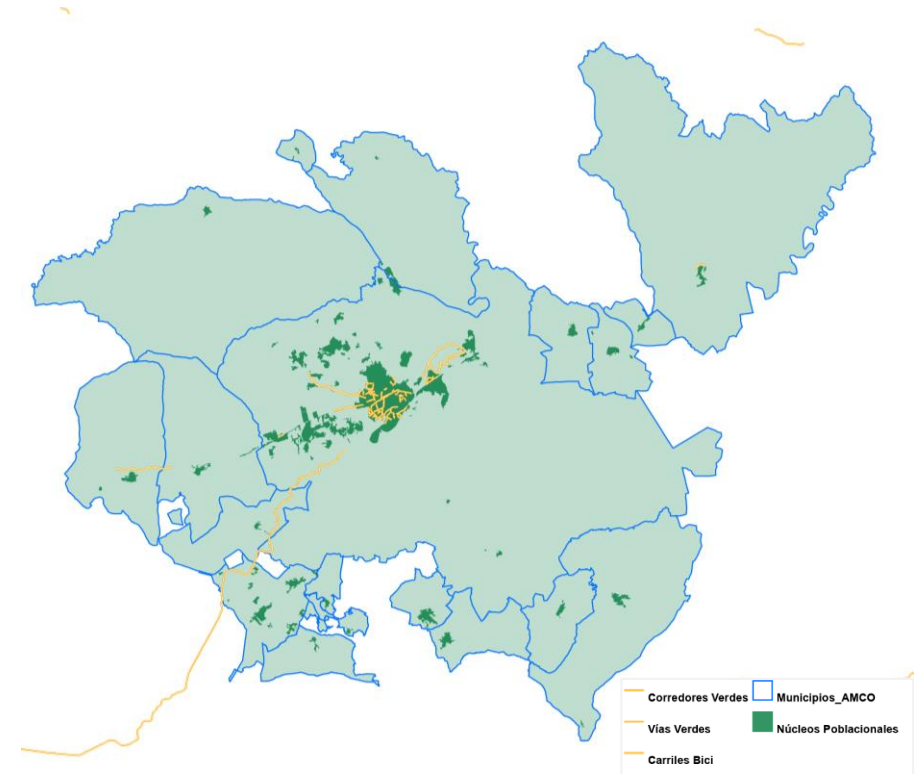 Corredores Verdes
Municipios_AMCO
Vías Verdes
Núcleos Poblacionales
Carriles Bici